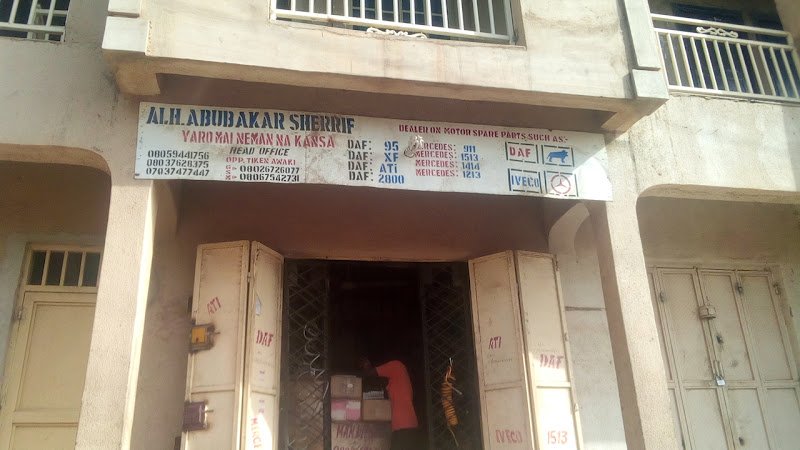 ALH. ABUBAKAR SHERRIF
YARO MAI NEMAN NA KANSA
HEAD OFFICE
OPP. TIKEN AWAKI
08059441756
08037628375
07037477447
08026726077
08067542731
DEALER ON MOTOR SPARE PARTS, SUCH AS:-
DAF: 95 MERCEDES: 911
DAF: XF MERCEDES: 1513
DAF: ATi MERCEDES: 1414
DAF: 2800 MERCEDES: 1213
DAF
IVECO
ATI
DAF
ATI
DAF
IVECO
1513